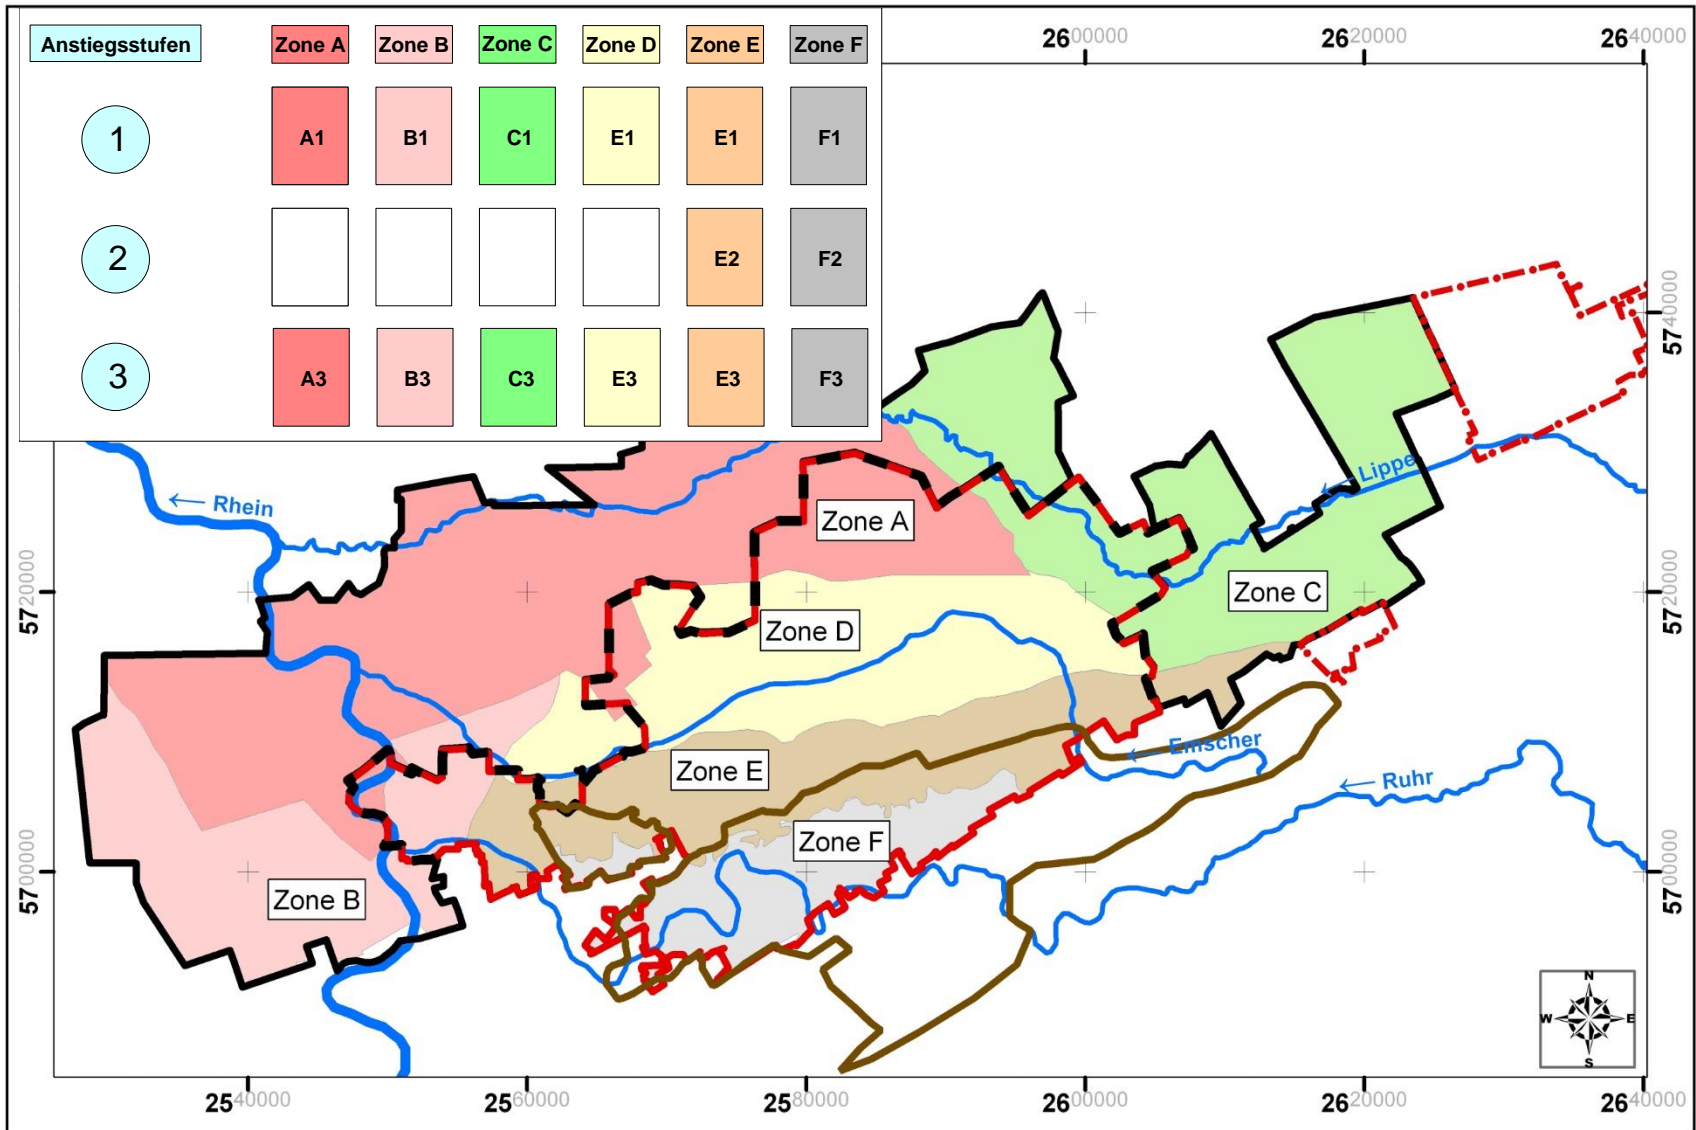 Anstiegsstufen Zone A Zone B Zone C Zone D Zone E Zone F
2600000 2620000 2640000
1 A1 B1 C1 E1 E1 F1
2 E2 F2
3 A3 B3 C3 E3 E3 F3
5740000
Lippe
← Rhein
Zone A
5720000
Zone C
5720000
Zone D
← Emscher
Zone E
← Ruhr
Zone F
5700000
Zone B
5700000
N
W E
S
2540000 2560000 2580000 2600000 2620000 2640000